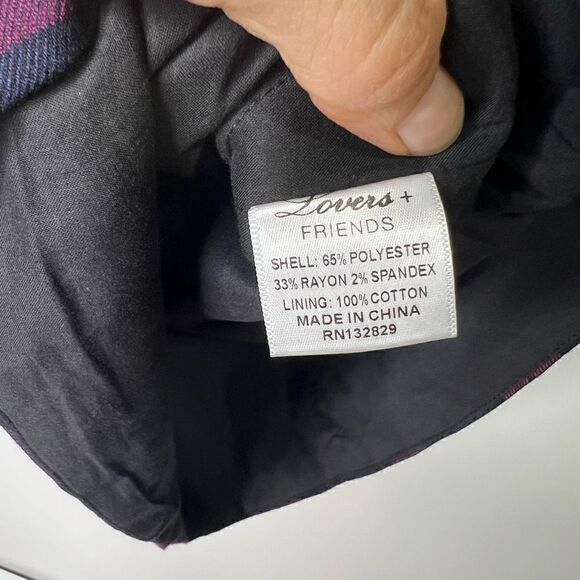 Lovers +
FRIENDS
SHELL: 65% POLYESTER
33% RAYON 2% SPANDEX
LINING: 100% COTTON
MADE IN CHINA
RN132829